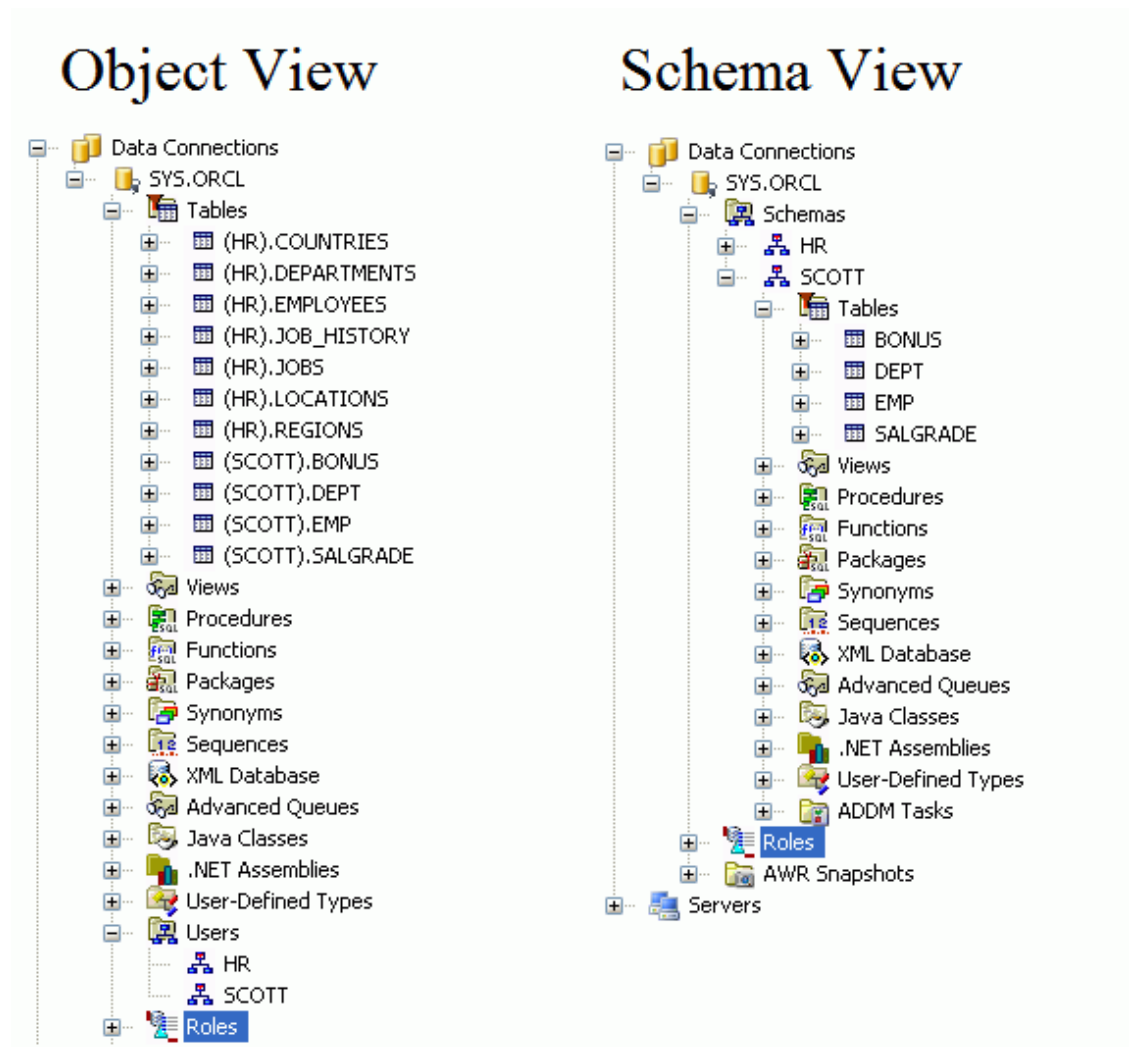 Object View
Data Connections
SYS.ORCL
Tables
(HR).COUNTRIES
(HR).DEPARTMENTS
(HR).EMPLOYEES
(HR).JOB_HISTORY
(HR).JOBS
(HR).LOCATIONS
(HR).REGIONS
(SCOTT).BONUS
(SCOTT).DEPT
(SCOTT).EMP
(SCOTT).SALGRADE
Views
Procedures
Functions
Packages
Synonyms
Sequences
XML Database
Advanced Queues
Java Classes
.NET Assemblies
User-Defined Types
Users
HR
SCOTT
Roles
Schema View
Data Connections
SYS.ORCL
Schemas
HR
SCOTT
Tables
BONUS
DEPT
EMP
SALGRADE
Views
Procedures
Functions
Packages
Synonyms
Sequences
XML Database
Advanced Queues
Java Classes
.NET Assemblies
User-Defined Types
ADDM Tasks
Roles
AWR Snapshots
Servers